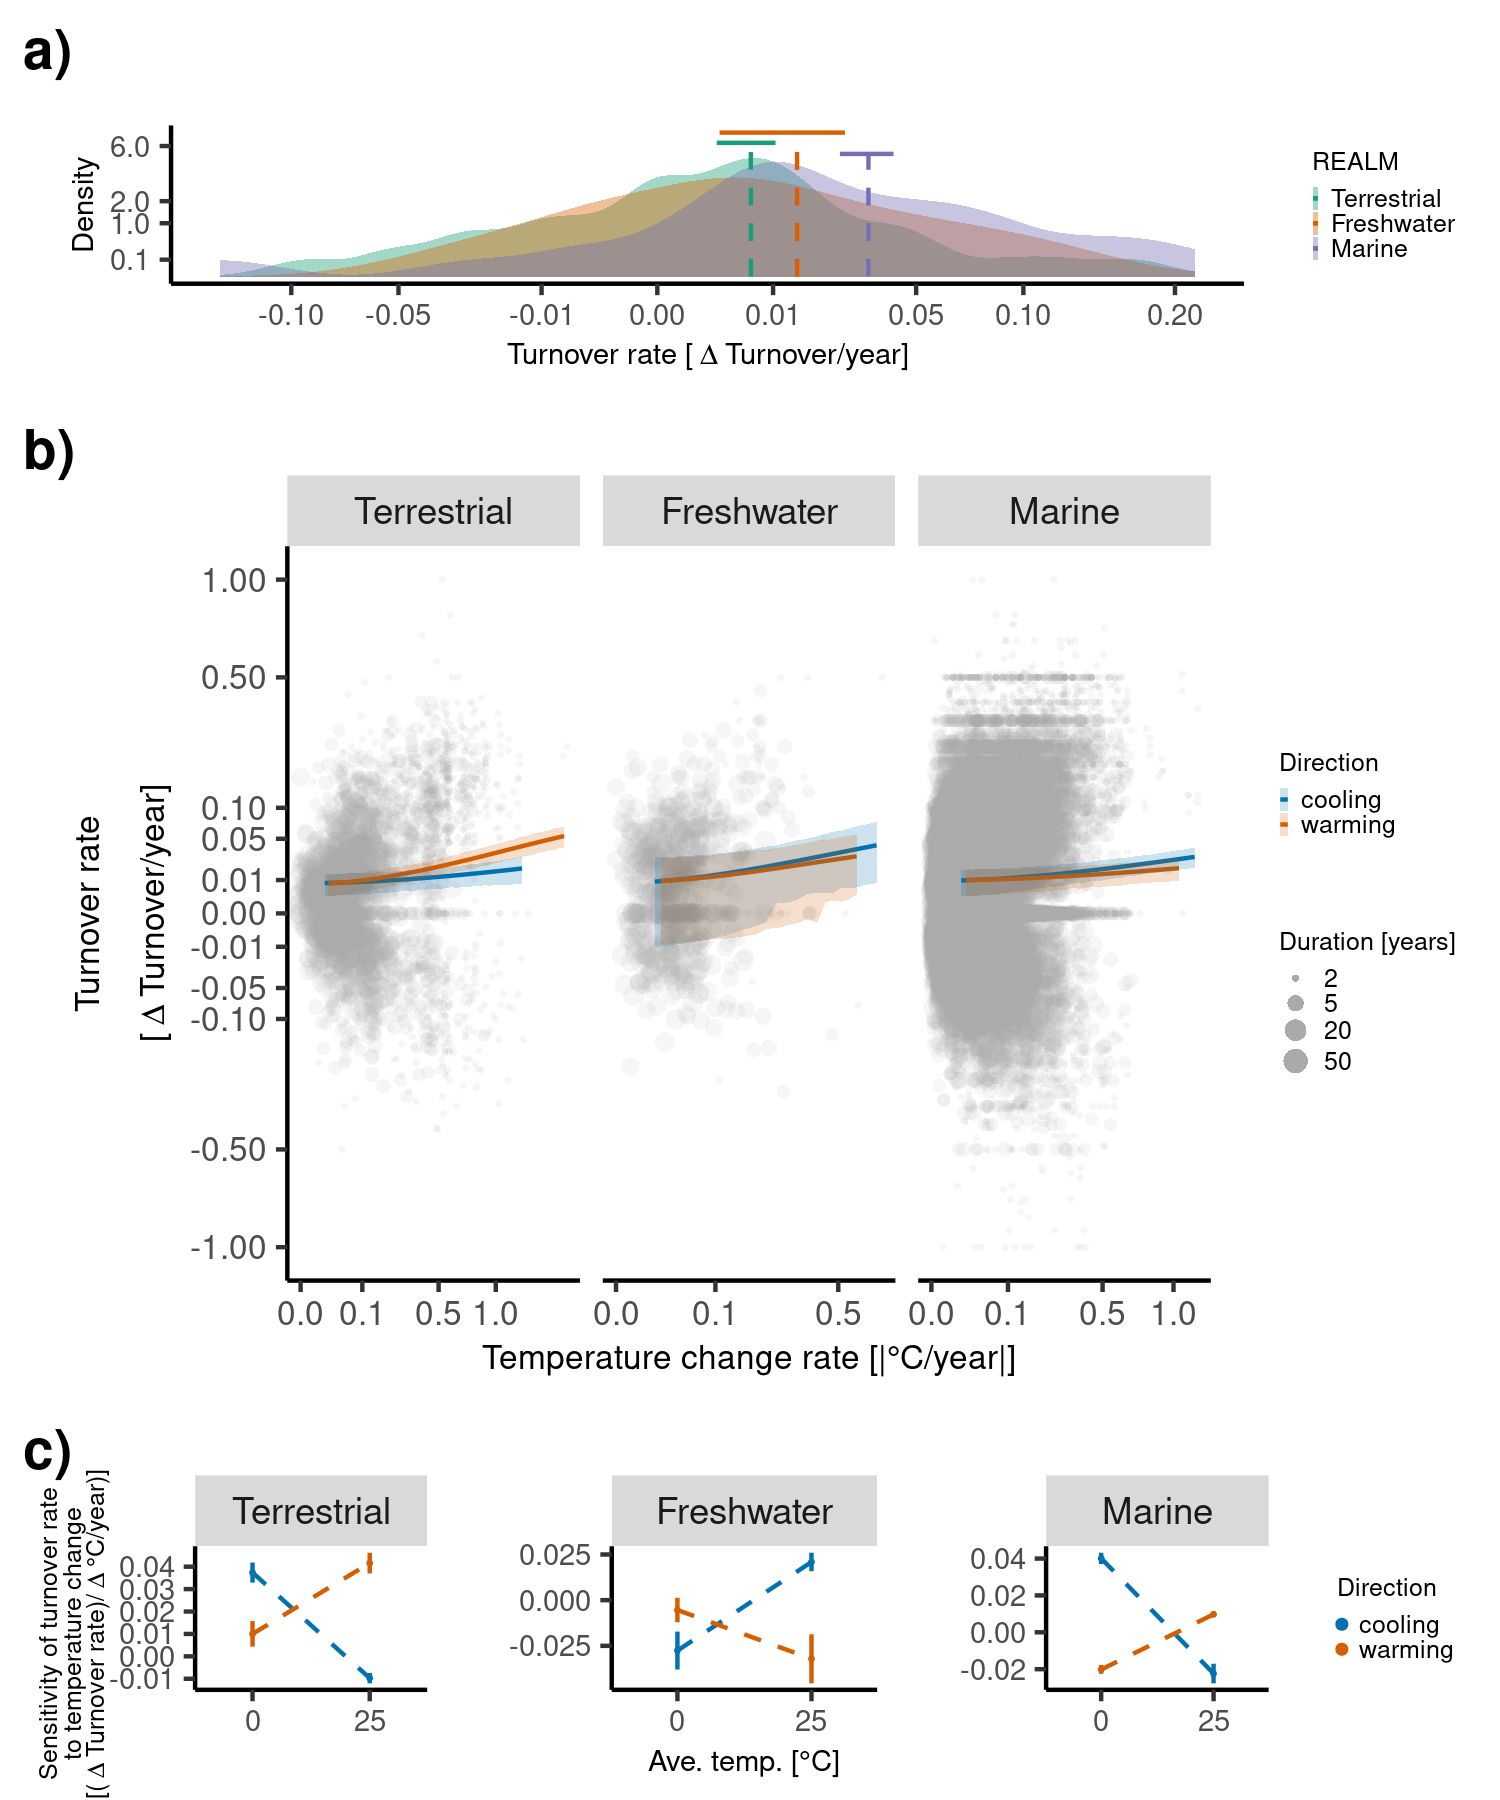 a)
Density
6.0
2.0
1.0
0.1
-0.10 -0.05 -0.01 0.00 0.01 0.05 0.10 0.20
Turnover rate [ Δ Turnover/year]
REALM
Terrestrial
Freshwater
Marine
b)
Terrestrial Freshwater Marine
Turnover rate
[ Δ Turnover/year]
1.00
0.50
0.10
0.05
0.01
0.00
-0.01
-0.05
-0.10
-0.50
-1.00
0.0 0.1 0.5 1.0 0.0 0.1 0.5 0.0 0.1 0.5 1.0
Temperature change rate [|°C/year|]
Direction
cooling
warming
Duration [years]
2
5
20
50
c)
Sensitivity of turnover rate
to temperature change
[( Δ Turnover rate)/ Δ °C/year)]
Terrestrial
0.04
0.03
0.02
0.01
0.00
-0.01
0 25
Freshwater
0.025
0.000
-0.025
0 25
Marine
0.04
0.02
0.00
-0.02
0 25
Ave. temp. [°C]
Direction
cooling
warming